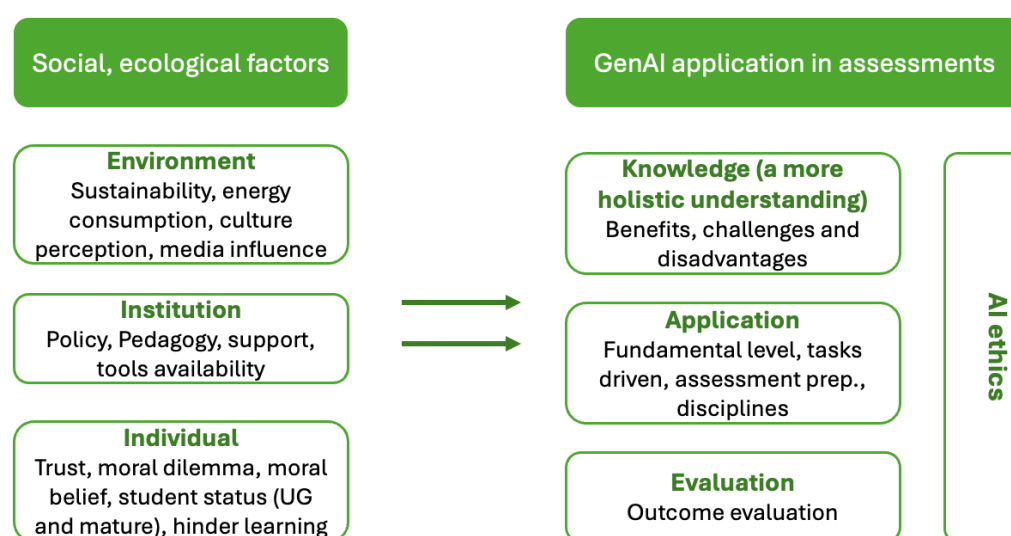 Social, ecological factors
Environment
Sustainability, energy
consumption, culture
perception, media influence
Institution
Policy, Pedagogy, support,
tools availability
Individual
Trust, moral dilemma, moral
belief, student status (UG
and mature), hinder learning
GenAI application in assessments
Knowledge (a more
holistic understanding)
Benefits, challenges and
disadvantages
Application
Fundamental level, tasks
driven, assessment prep.,
disciplines
Evaluation
Outcome evaluation
AI ethics